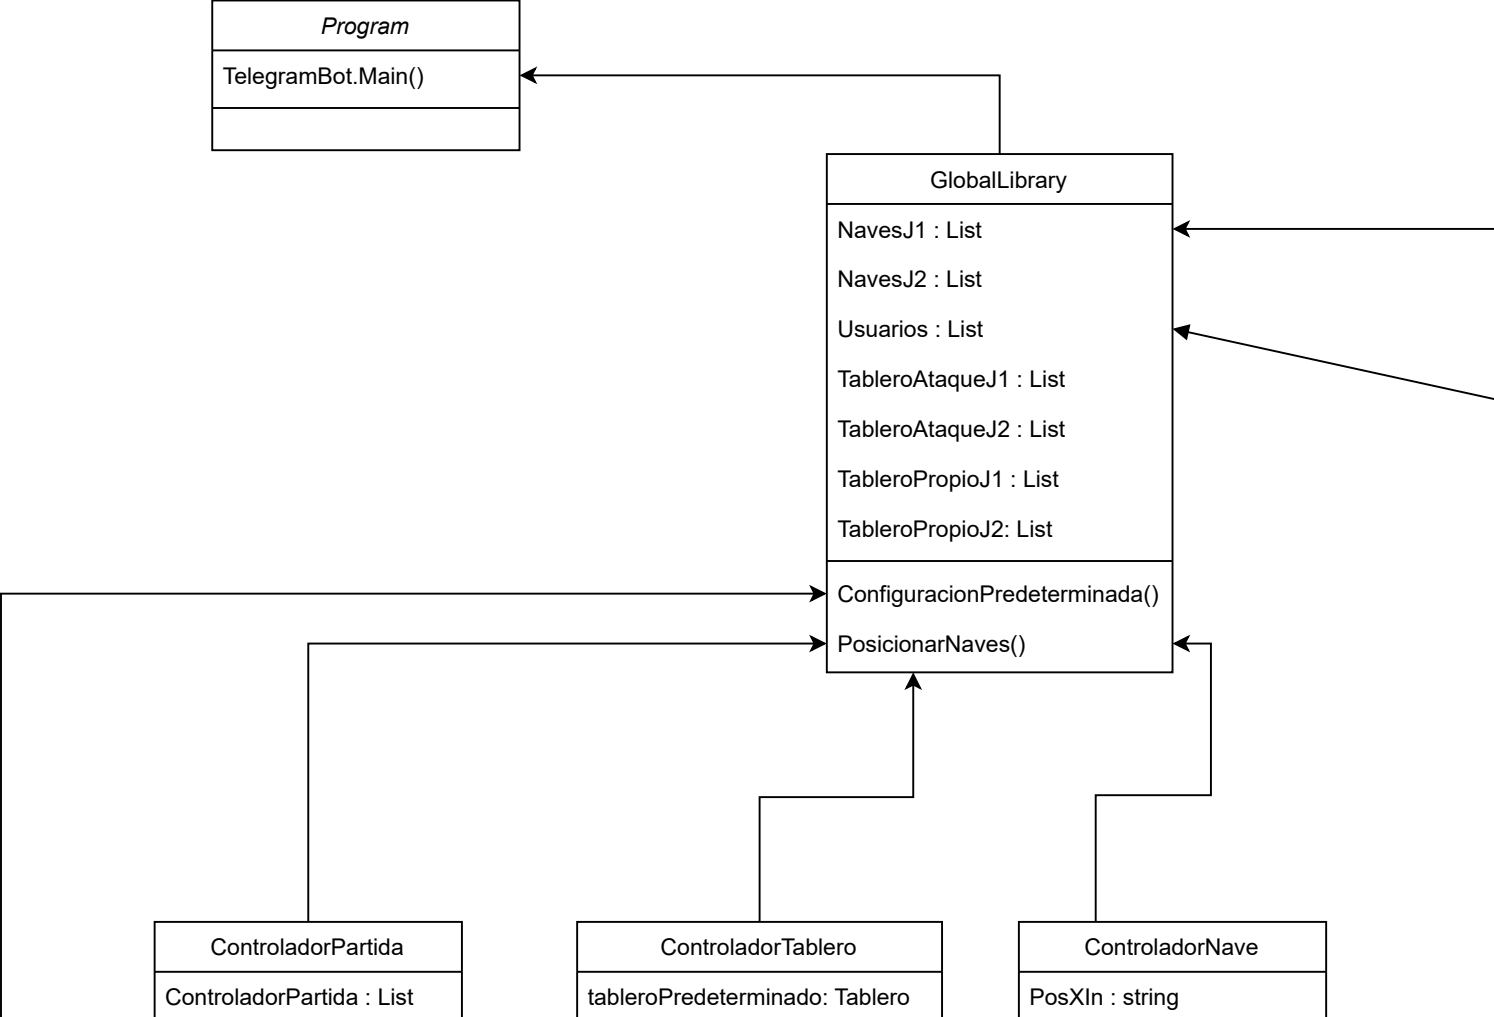 Program
TelegramBot.Main()
GlobalLibrary
NavesJ1 : List
NavesJ2 : List
Usuarios : List
TableroAtaqueJ1 : List
TableroAtaqueJ2 : List
TableroPropioJ1 : List
TableroPropioJ2: List
ConfiguracionPredeterminada()
PosicionarNaves()
ControladorPartida
ControladorPartida : List
ControladorTablero
tableroPredeterminado: Tablero
ControladorNave
PosXIn : string